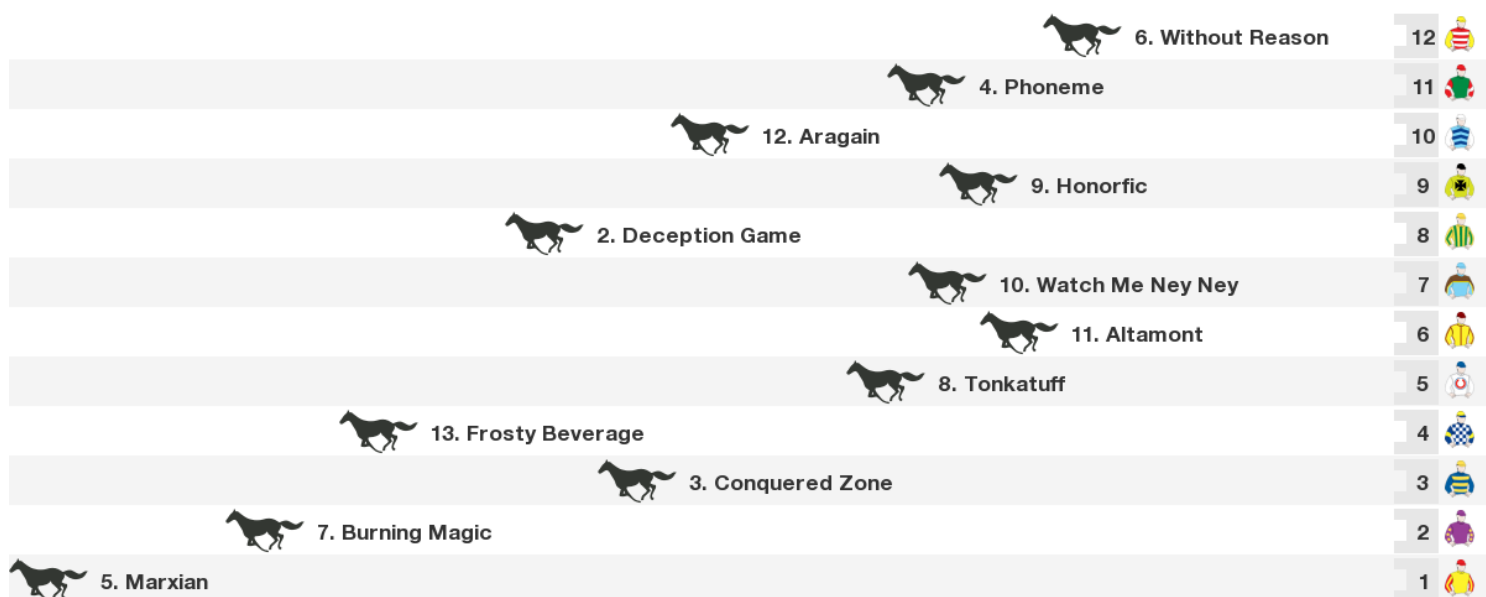 6. Without Reason 12
4. Phoneme 11
12. Aragain 10
9. Honorfic 9
2. Deception Game 8
10. Watch Me Ney Ney 7
11. Altamont 6
8. Tonkatuff 5
13. Frosty Beverage 4
3. Conquered Zone 3
7. Burning Magic 2
5. Marxian 1